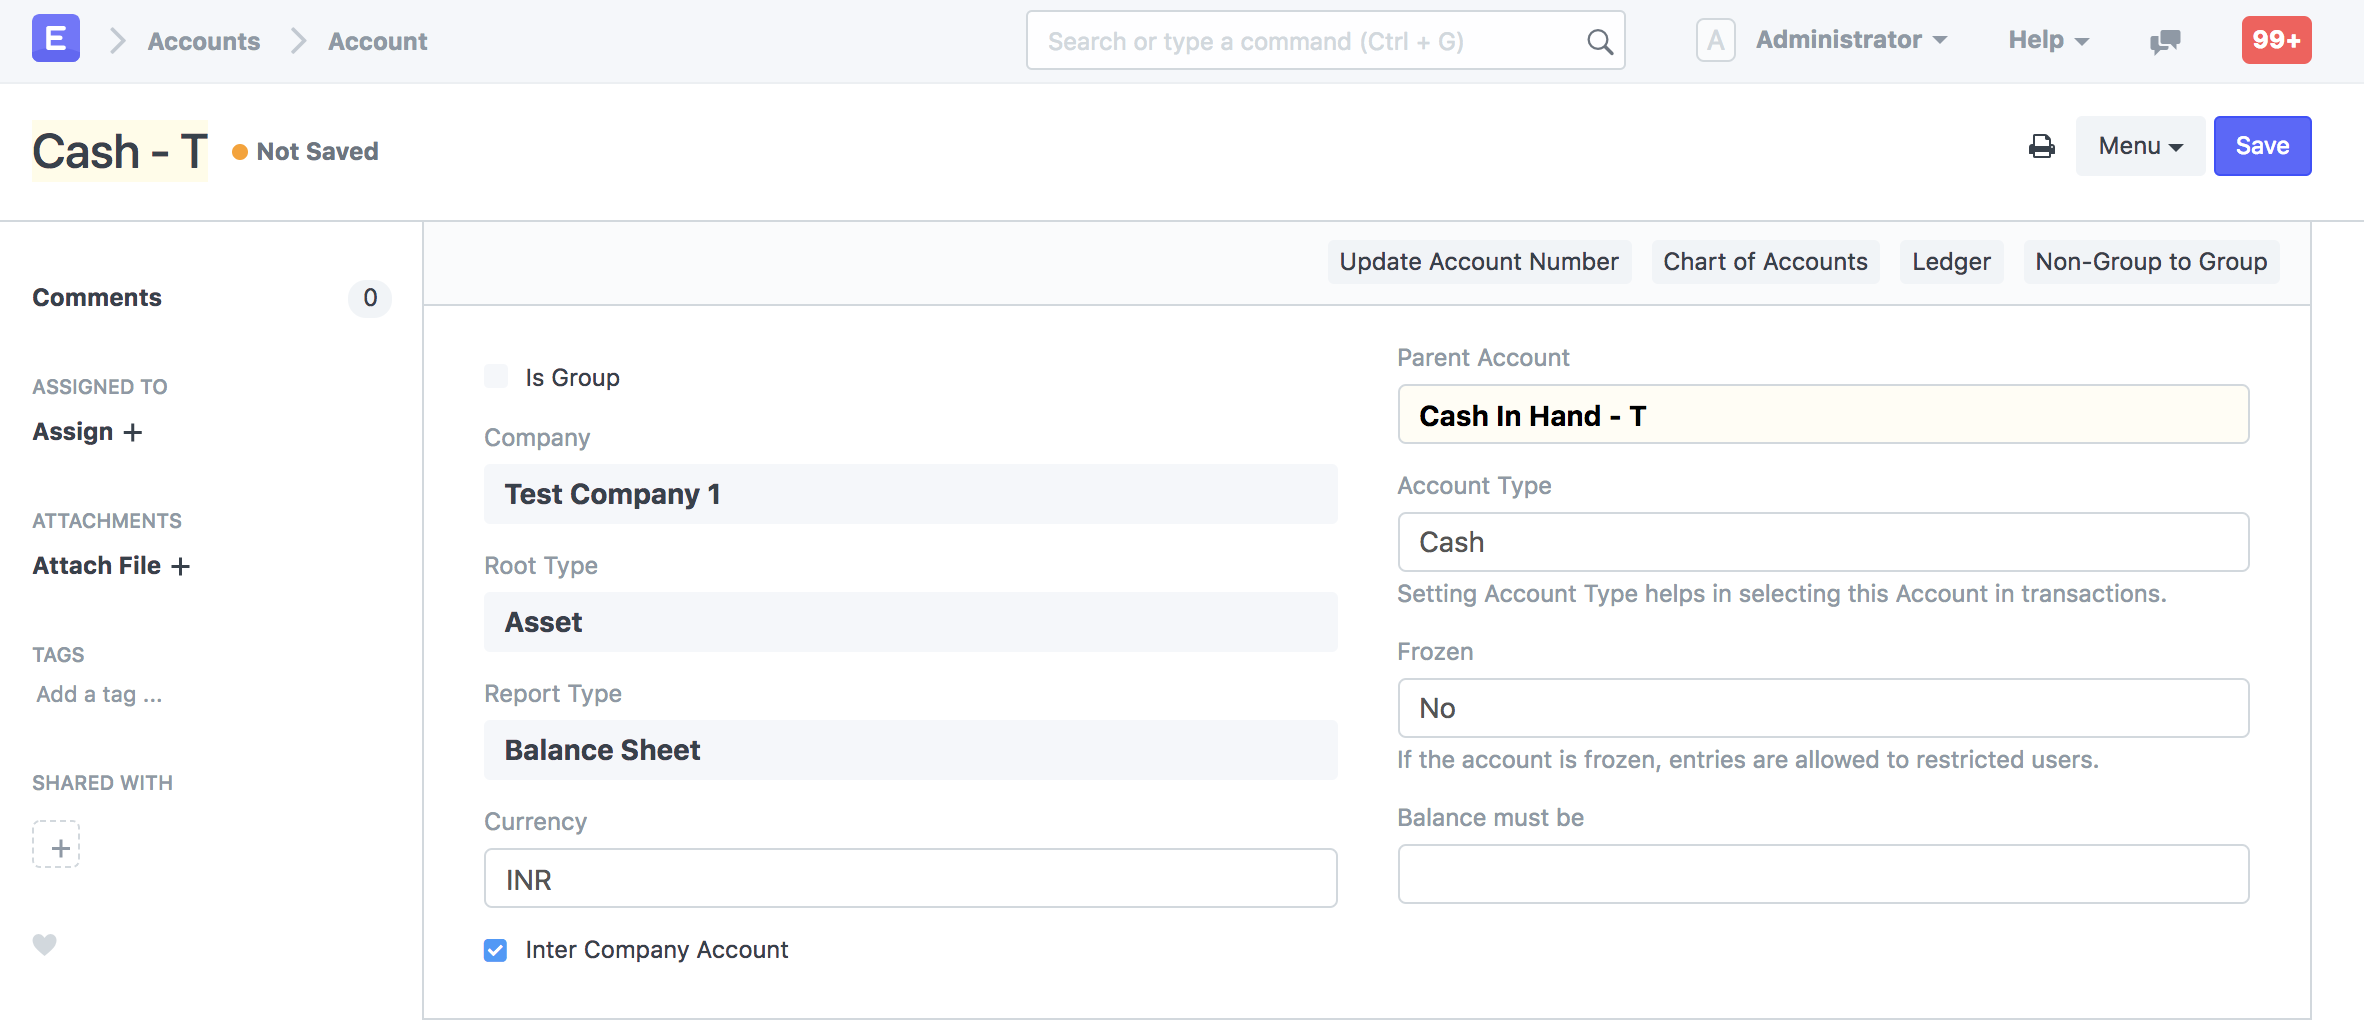 E Accounts Account Search or type a command (Ctrl + G) A Administrator Help 99+
Cash - T Not Saved Menu Save
Update Account Number Chart of Accounts Ledger Non-Group to Group
Comments 0
ASSIGNED TO
Assign +
ATTACHMENTS
Attach File +
TAGS
Add a tag ...
SHARED WITH
+
Is Group
Company
Test Company 1
Root Type
Asset
Report Type
Balance Sheet
Currency
INR
Inter Company Account
Parent Account
Cash In Hand - T
Account Type
Cash
Setting Account Type helps in selecting this Account in transactions.
Frozen
No
If the account is frozen, entries are allowed to restricted users.
Balance must be